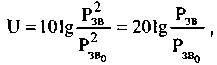 U = 10lg P²зв / P²зв₀ = 20lg Pзв / Pзв₀ ,